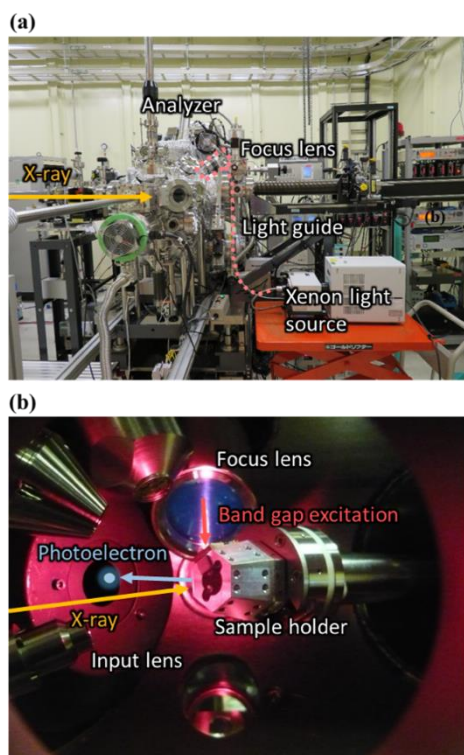 (a)
Analyzer
Focus lens
X-ray
(b)
Light guide
Xenon light
source
(b)
Focus lens
Band gap excitation
Photoelectron
X-ray
Sample holder
Input lens